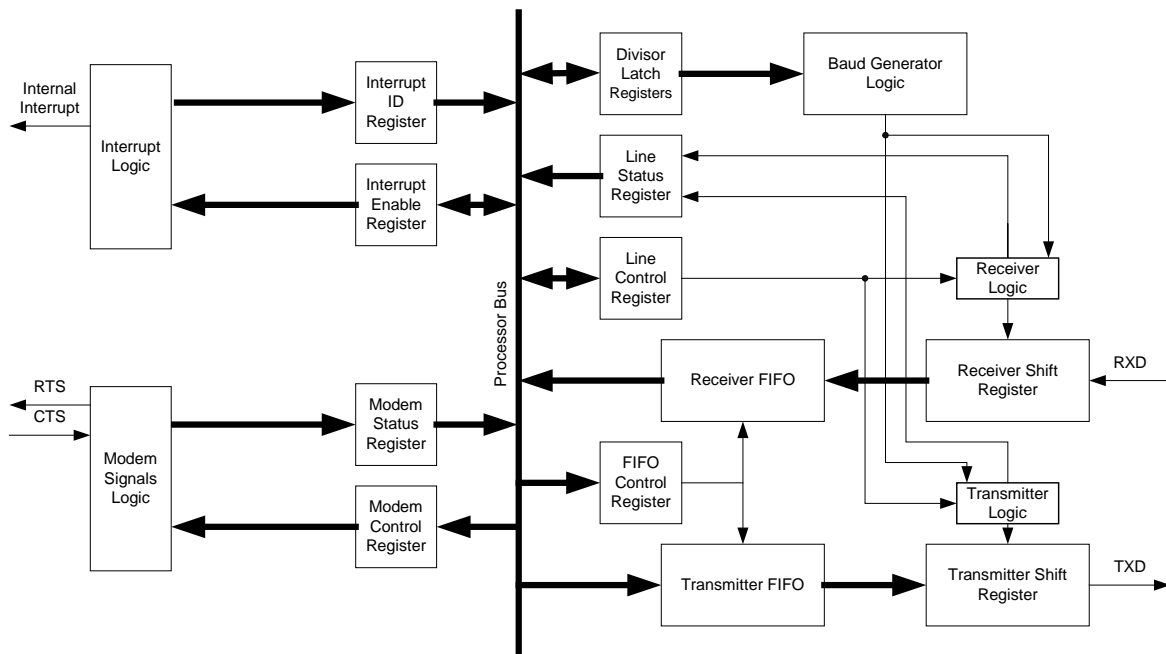 Internal
Interrupt
Interrupt
Logic
Interrupt
ID
Register
Interrupt
Enable
Register
RTS
CTS
Modem
Signals
Logic
Modem
Status
Register
Modem
Control
Register
Processor Bus
Divisor
Latch
Registers
Baud Generator
Logic
Line
Status
Register
Line
Control
Register
Receiver
Logic
Receiver FIFO
Receiver Shift
Register
RXD
FIFO
Control
Register
Transmitter
Logic
Transmitter FIFO
Transmitter Shift
Register
TXD